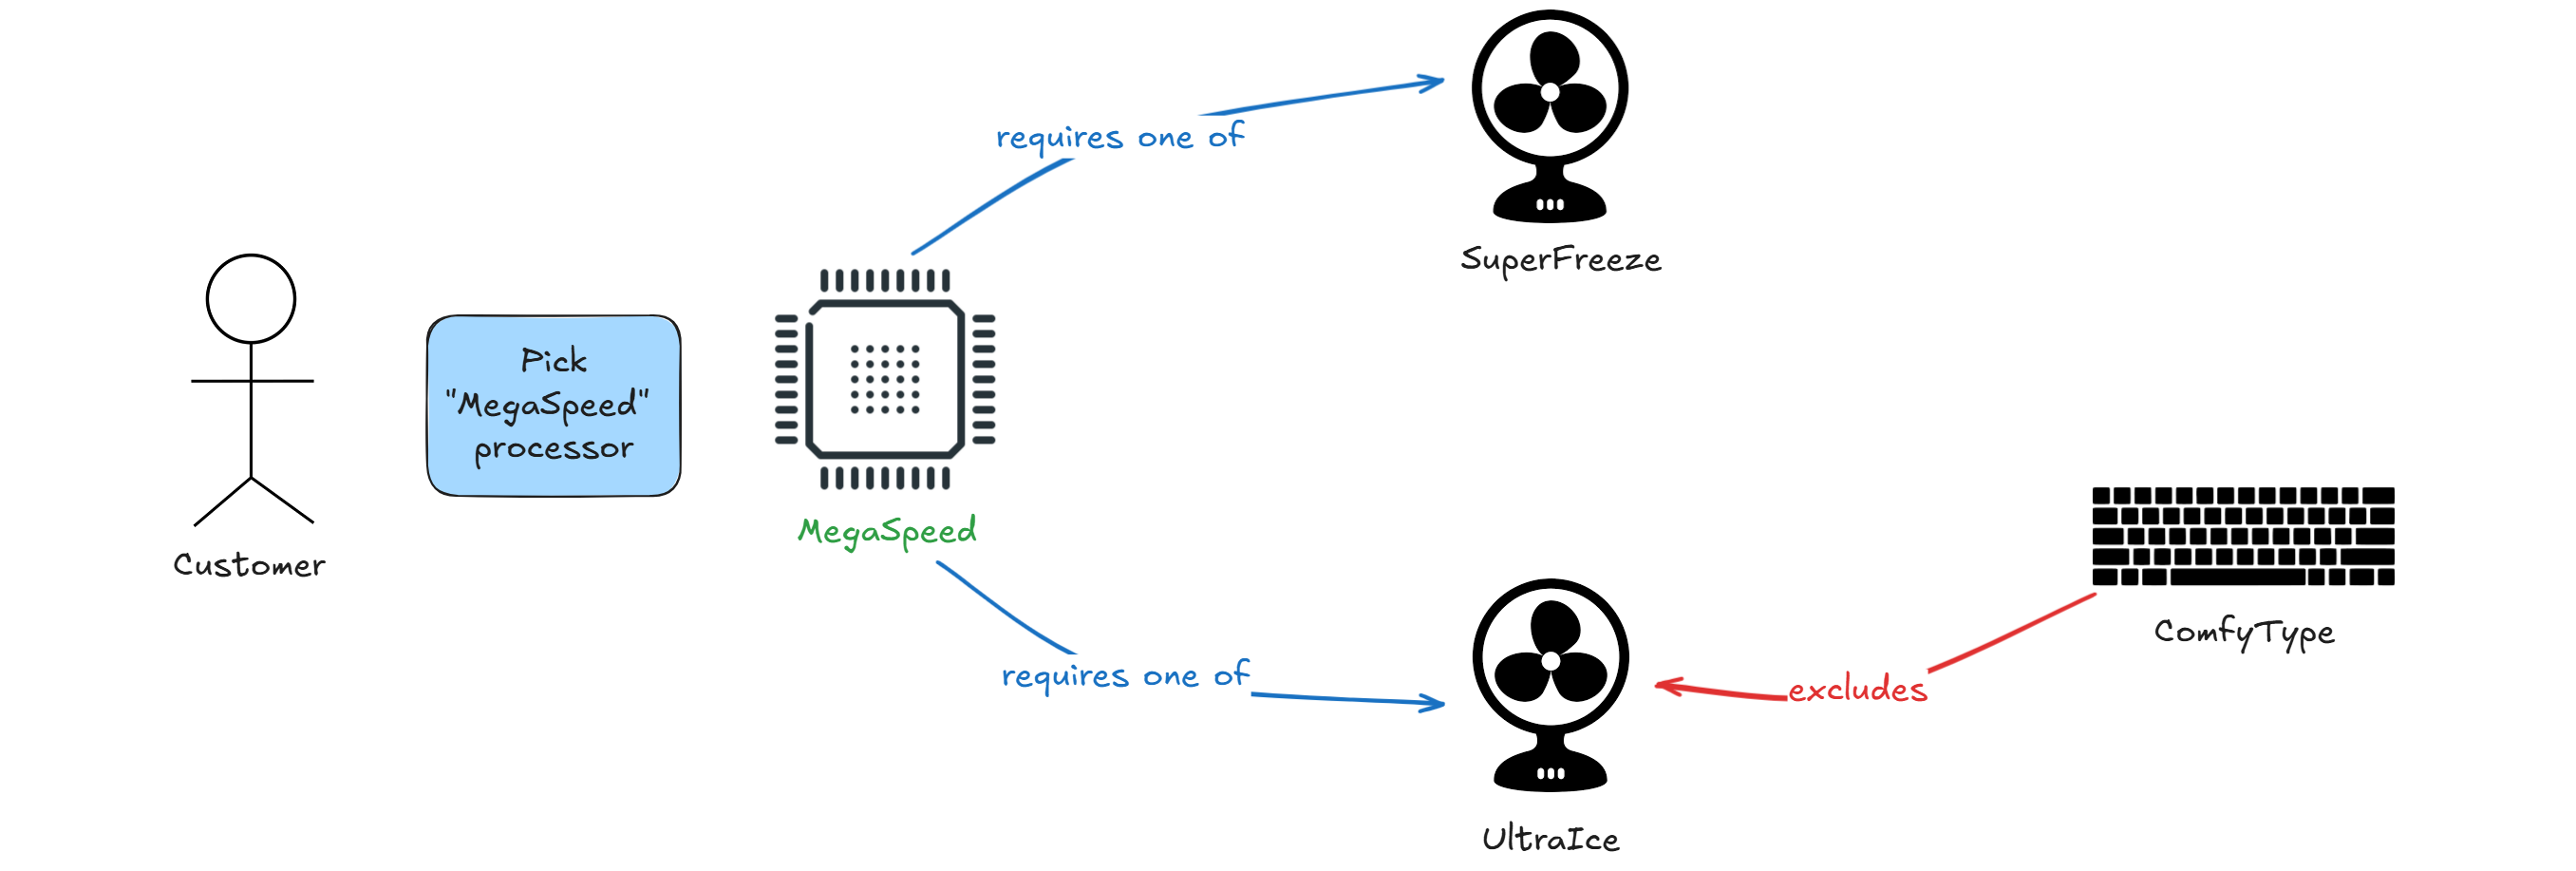 requires one of
SuperFreeze
Pick
"MegaSpeed"
processor
MegaSpeed
Customer
ComfyType
requires one of
excludes
UltraIce